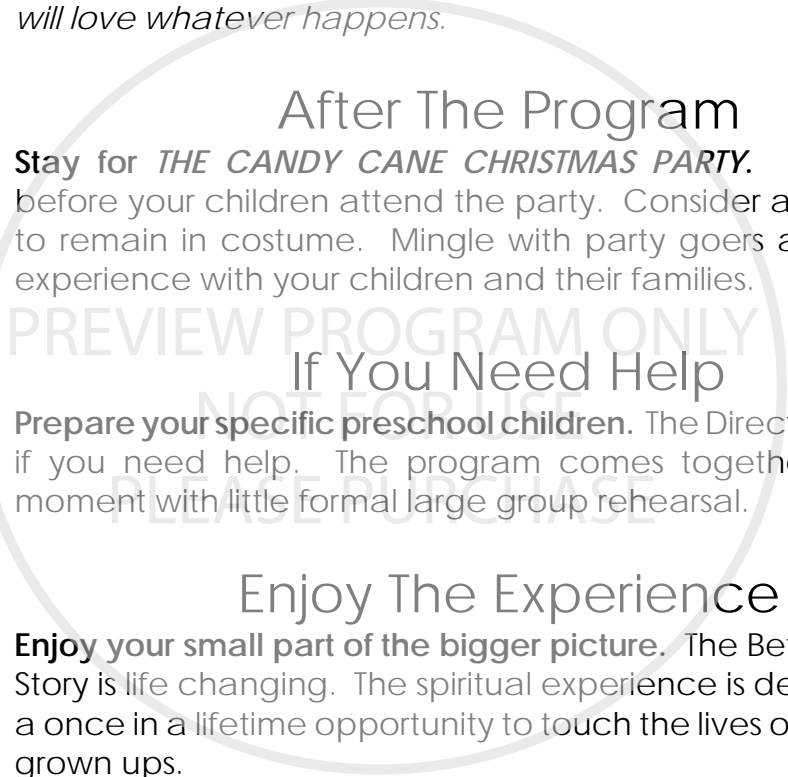 will love whatever happens.
After The Program
Stay for THE CANDY CANE CHRISTMAS PARTY.
before your children attend the party. Consider a
to remain in costume. Mingle with party goers a
experience with your children and their families.
PREVIEW PROGRAM ONLY
If You Need Help
NOT FOR USE
Prepare your specific preschool children. The Direct
if you need help. The program comes togeth
PLEASE PURCHASE
moment with little formal large group rehearsal.
Enjoy The Experience
Enjoy your small part of the bigger picture. The Be
Story is life changing. The spiritual experience is de
a once in a lifetime opportunity to touch the lives o
grown ups.